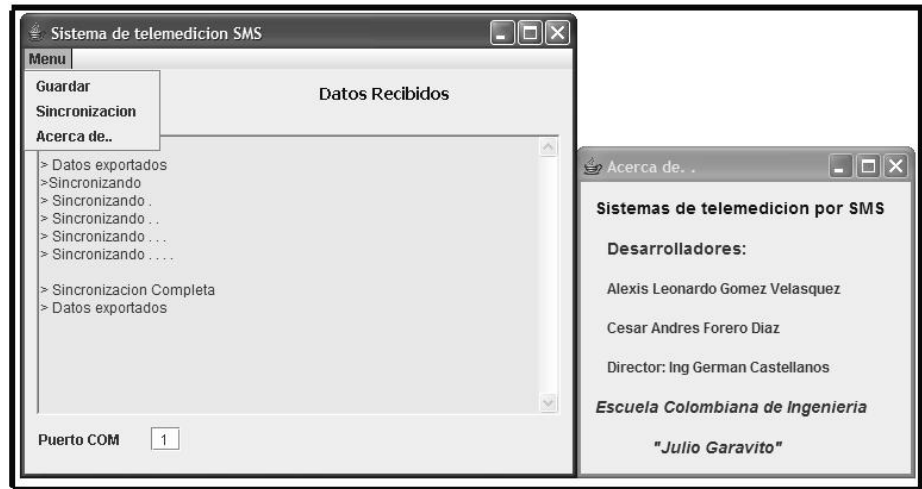 Sistema de telemedicion SMS
Menu
Guardar
Sincronizacion
Acerca de..
Datos Recibidos
> Datos exportados
>Sincronizando
> Sincronizando .
> Sincronizando . .
> Sincronizando . . .
> Sincronizando . . . .
> Sincronizacion Completa
> Datos exportados
Puerto COM 1
Acerca de. .
Sistemas de telemedicion por SMS
Desarrolladores:
Alexis Leonardo Gomez Velasquez
Cesar Andres Forero Diaz
Director: Ing German Castellanos
Escuela Colombiana de Ingenieria
"Julio Garavito"